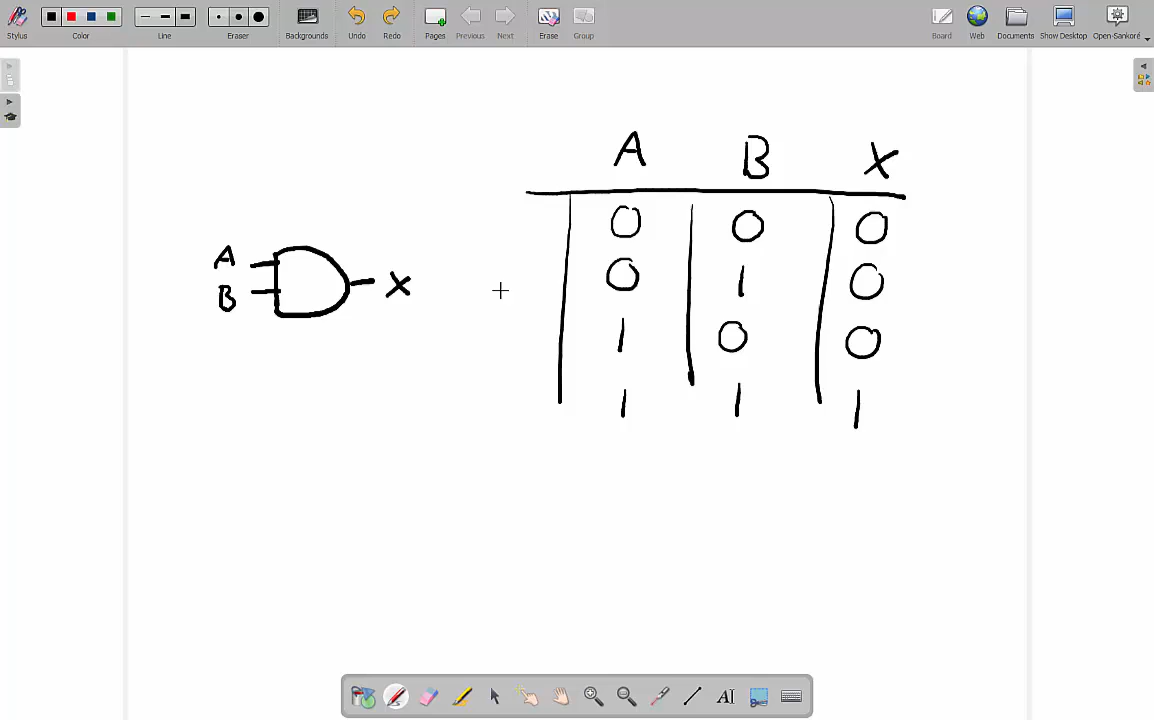 Stylus Color Line Eraser Backgrounds Undo Redo Pages Previous Next Erase Group Board Web Documents Show Desktop Open-Sankoré
A B X
0 0 0
0 1 0
1 0 0
1 1 1
A
B
X
AI